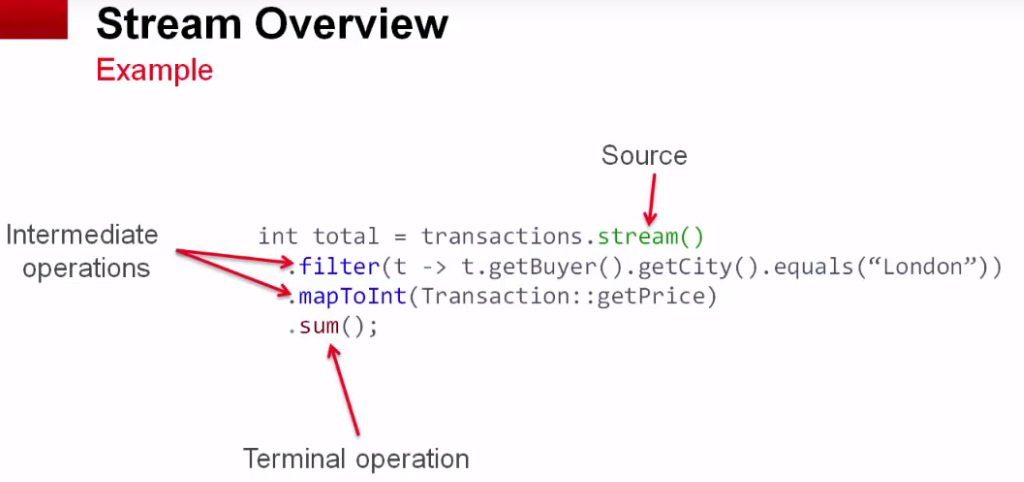 Stream Overview
Example
Source
Intermediate
operations
int total = transactions.stream()
.filter(t -> t.getBuyer().getCity().equals(“London”))
.mapToInt(Transaction::getPrice)
.sum();
Terminal operation